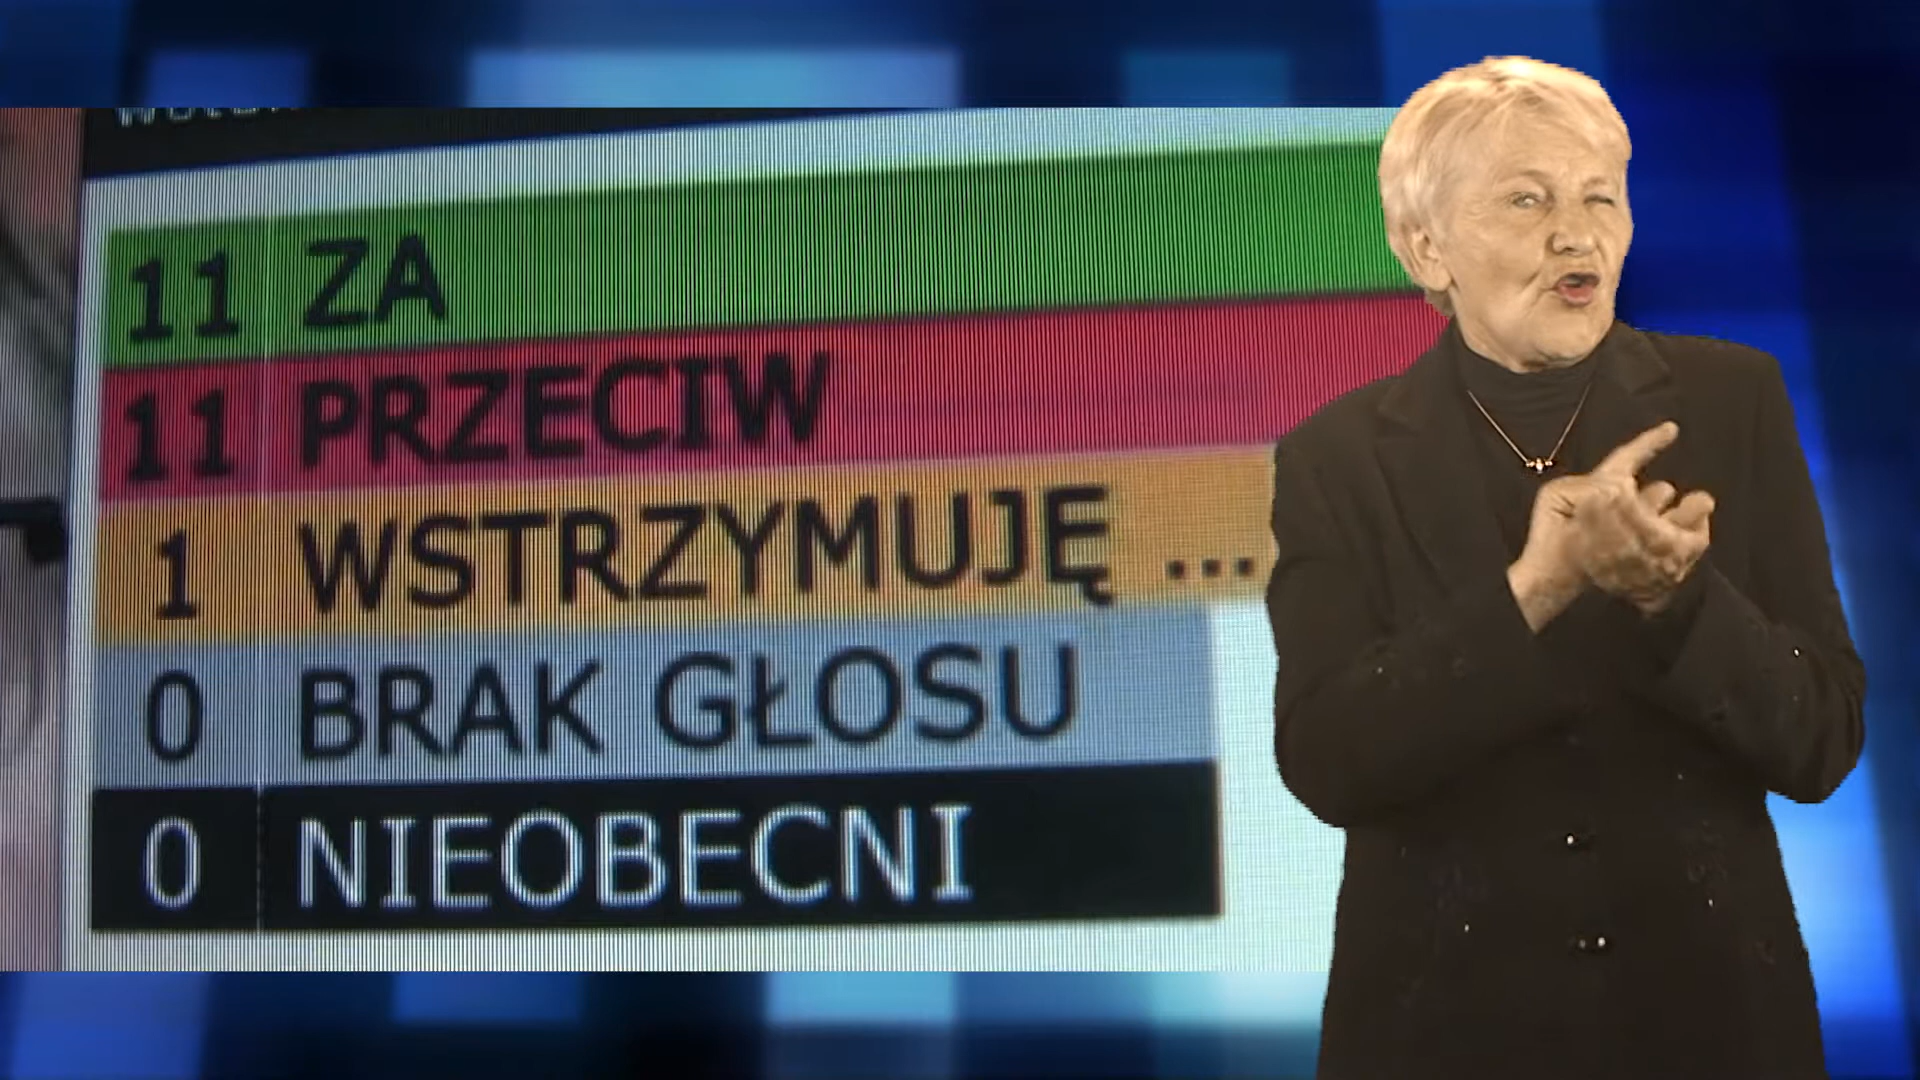 11 ZA
11 PRZECIW
1 WSTRZYMUJĘ ...
0 BRAK GŁOSU
0 NIEOBECNI